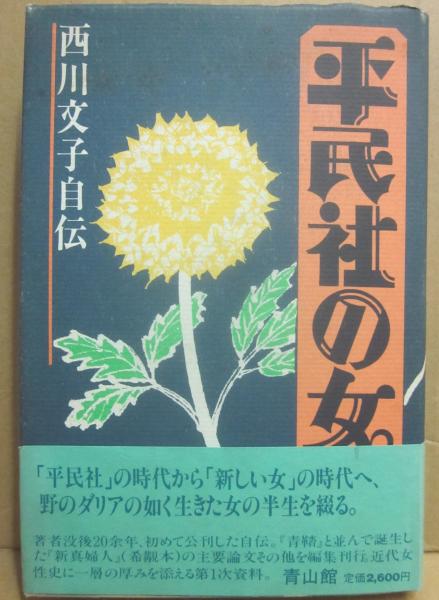 平民社の女
西川文子自伝
「平民社」の時代から「新しい女」の時代へ、
野のダリアの如く生きた女の半生を綴る。
著者没後20余年、初めて公刊した自伝。『青鞜』と並んで誕生し
た『新真婦人』(希覯本)の主要論文その他を編集刊行。近代女
性史に一層の厚みを添える第1次資料。 青山館 定価2,600円